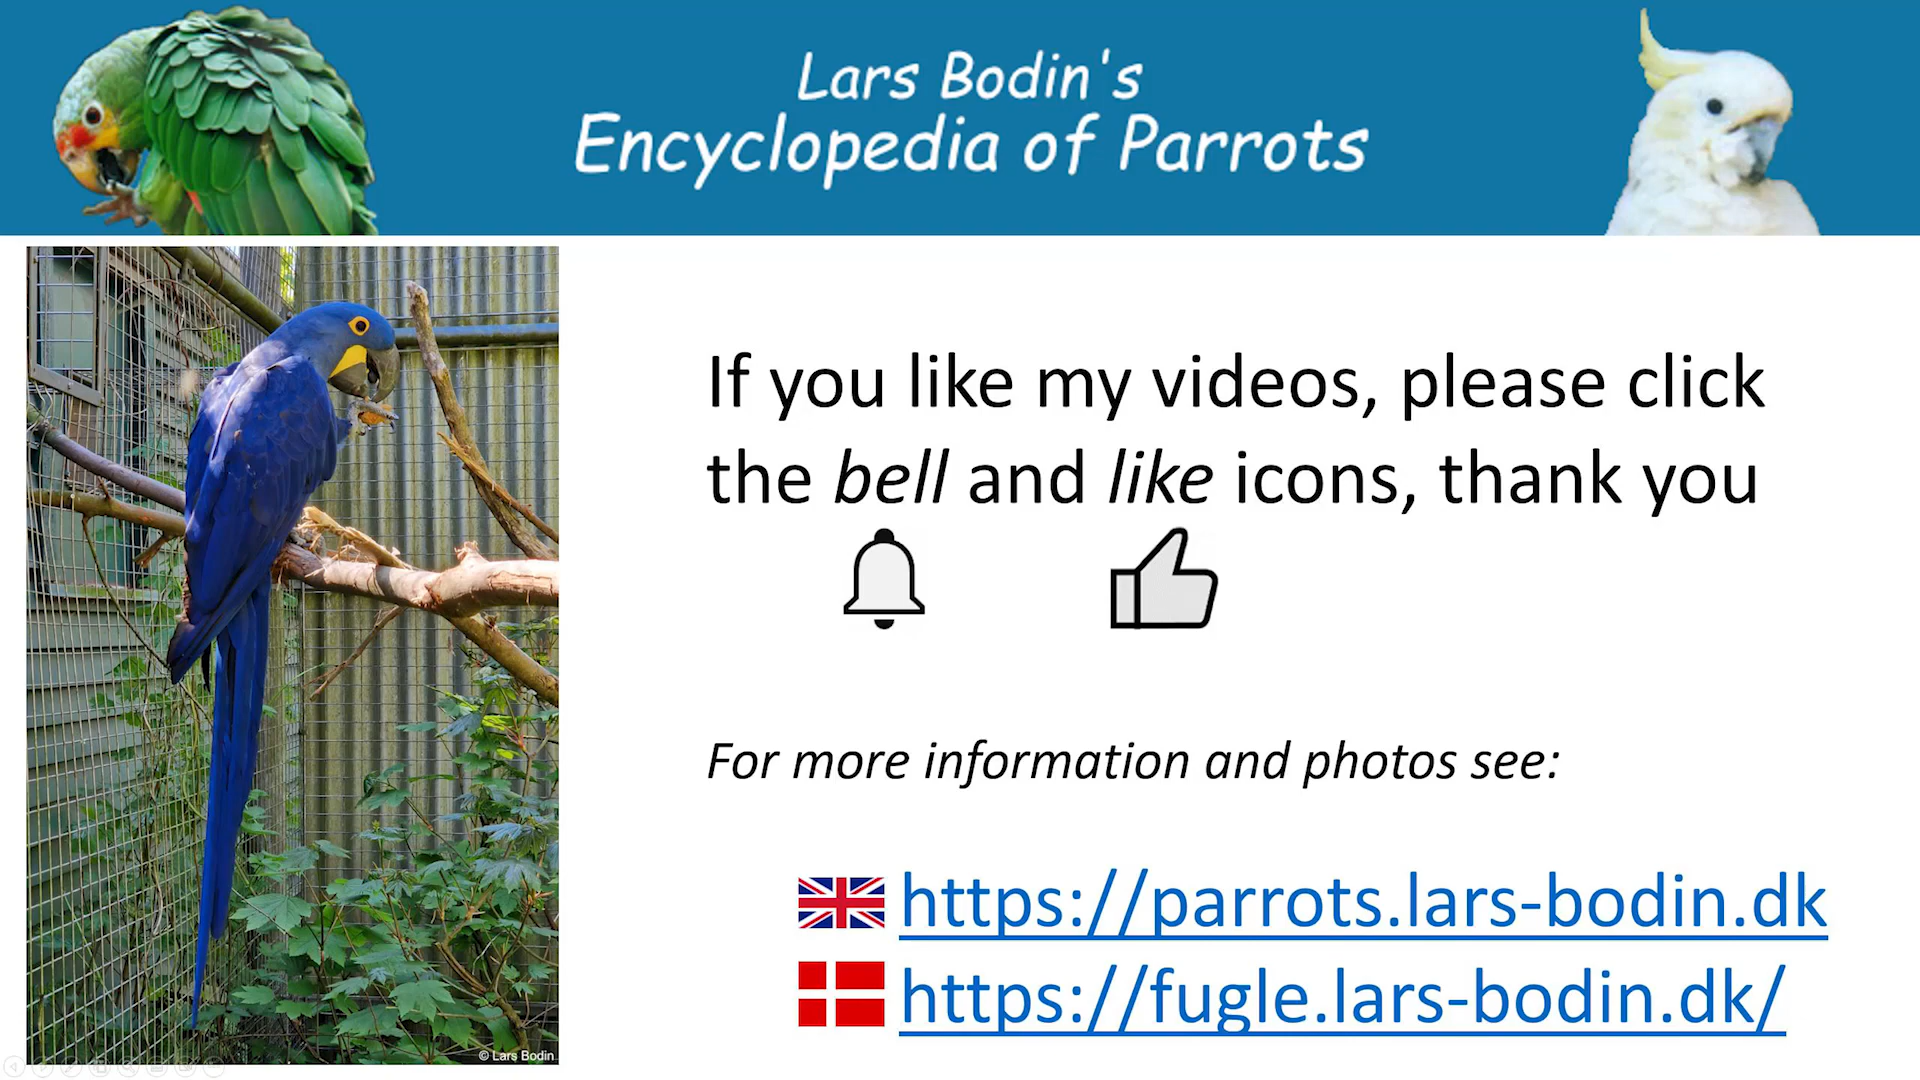 Lars Bodin's
Encyclopedia of Parrots
If you like my videos, please click
the bell and like icons, thank you
For more information and photos see:
https://parrots.lars-bodin.dk
https://fugle.lars-bodin.dk/
© Lars Bodin